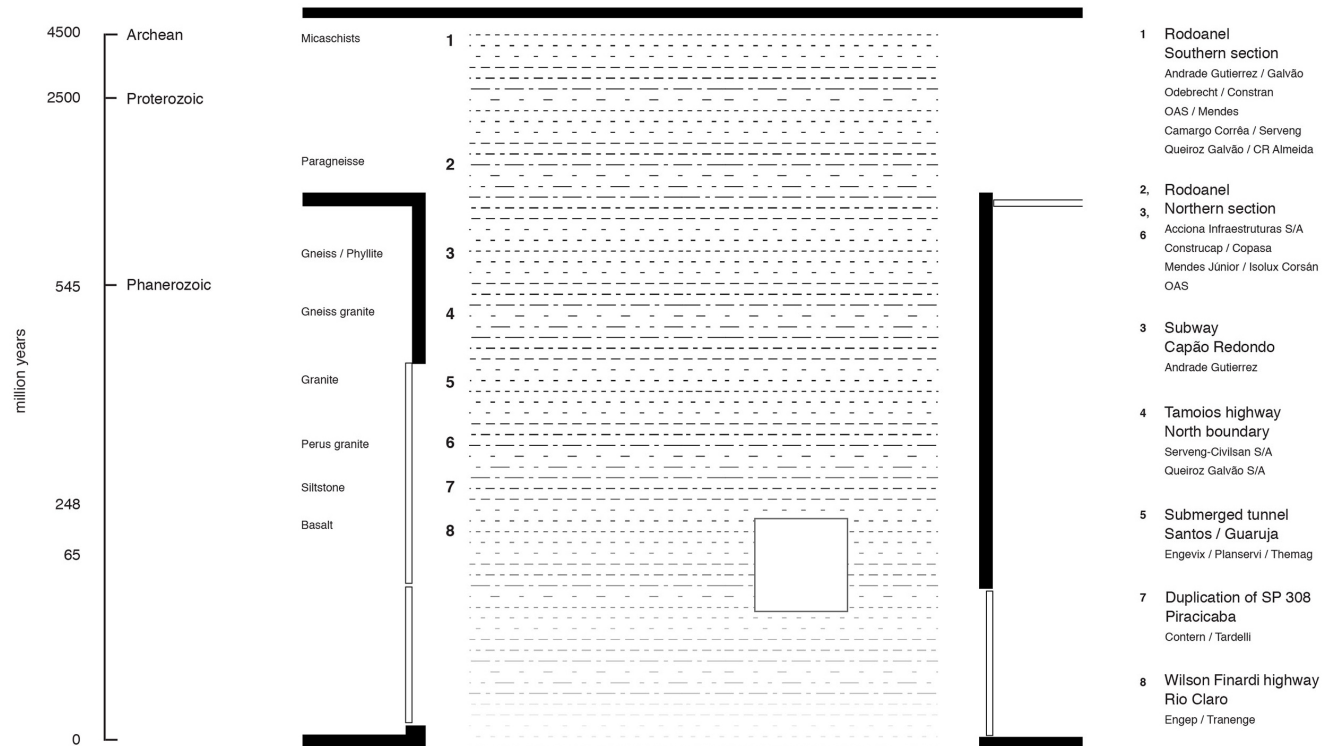 4500
Archean
2500
Proterozoic
545
Phanerozoic
248
65
0
million years
Micaschists
1
Paragneisse
2
Gneiss / Phyllite
3
Gneiss granite
4
Granite
5
Perus granite
6
Siltstone
7
Basalt
8
1 Rodoanel
Southern section
Andrade Gutierrez / Galvão
Odebrecht / Constran
OAS / Mendes
Camargo Corrêa / Serveng
Queiroz Galvão / CR Almeida
2, Rodoanel
3, Northern section
6 Acciona Infraestruturas S/A
Construcap / Copasa
Mendes Júnior / Isolux Corsán
OAS
3 Subway
Capão Redondo
Andrade Gutierrez
4 Tamoios highway
North boundary
Serveng-Civilsan S/A
Queiroz Galvão S/A
5 Submerged tunnel
Santos / Guaruja
Engevix / Planservi / Themag
7 Duplication of SP 308
Piracicaba
Contern / Tardelli
8 Wilson Finardi highway
Rio Claro
Engep / Tranenge